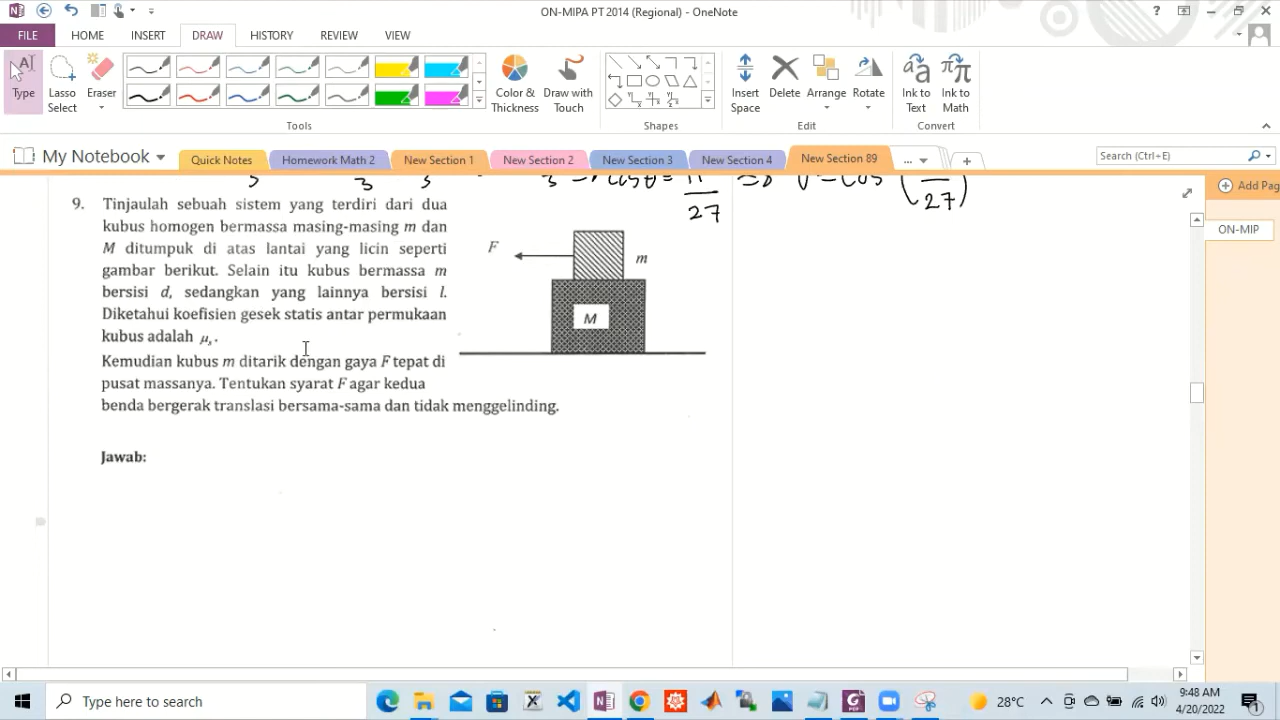 ON-MIPA PT 2014 (Regional) - OneNote
FILE HOME INSERT DRAW HISTORY REVIEW VIEW
Type Lasso Select Eraser Color & Thickness Draw with Touch Insert Space Delete Arrange Rotate Ink to Text Ink to Math
Tools Shapes Edit Convert
My Notebook Quick Notes Homework Math 2 New Section 1 New Section 2 New Section 3 New Section 4 New Section 89 ... Search (Ctrl+E)
Add Pag
ON-MIP
27 27
9. Tinjaulah sebuah sistem yang terdiri dari dua
kubus homogen bermassa masing-masing m dan
M ditumpuk di atas lantai yang licin seperti
gambar berikut. Selain itu kubus bermassa m
bersisi d, sedangkan yang lainnya bersisi l.
Diketahui koefisien gesek statis antar permukaan
kubus adalah μs.
Kemudian kubus m ditarik dengan gaya F tepat di
pusat massanya. Tentukan syarat F agar kedua
benda bergerak translasi bersama-sama dan tidak menggelinding.
F
m
M
Jawab:
Type here to search
28°C
9:48 AM
4/20/2022